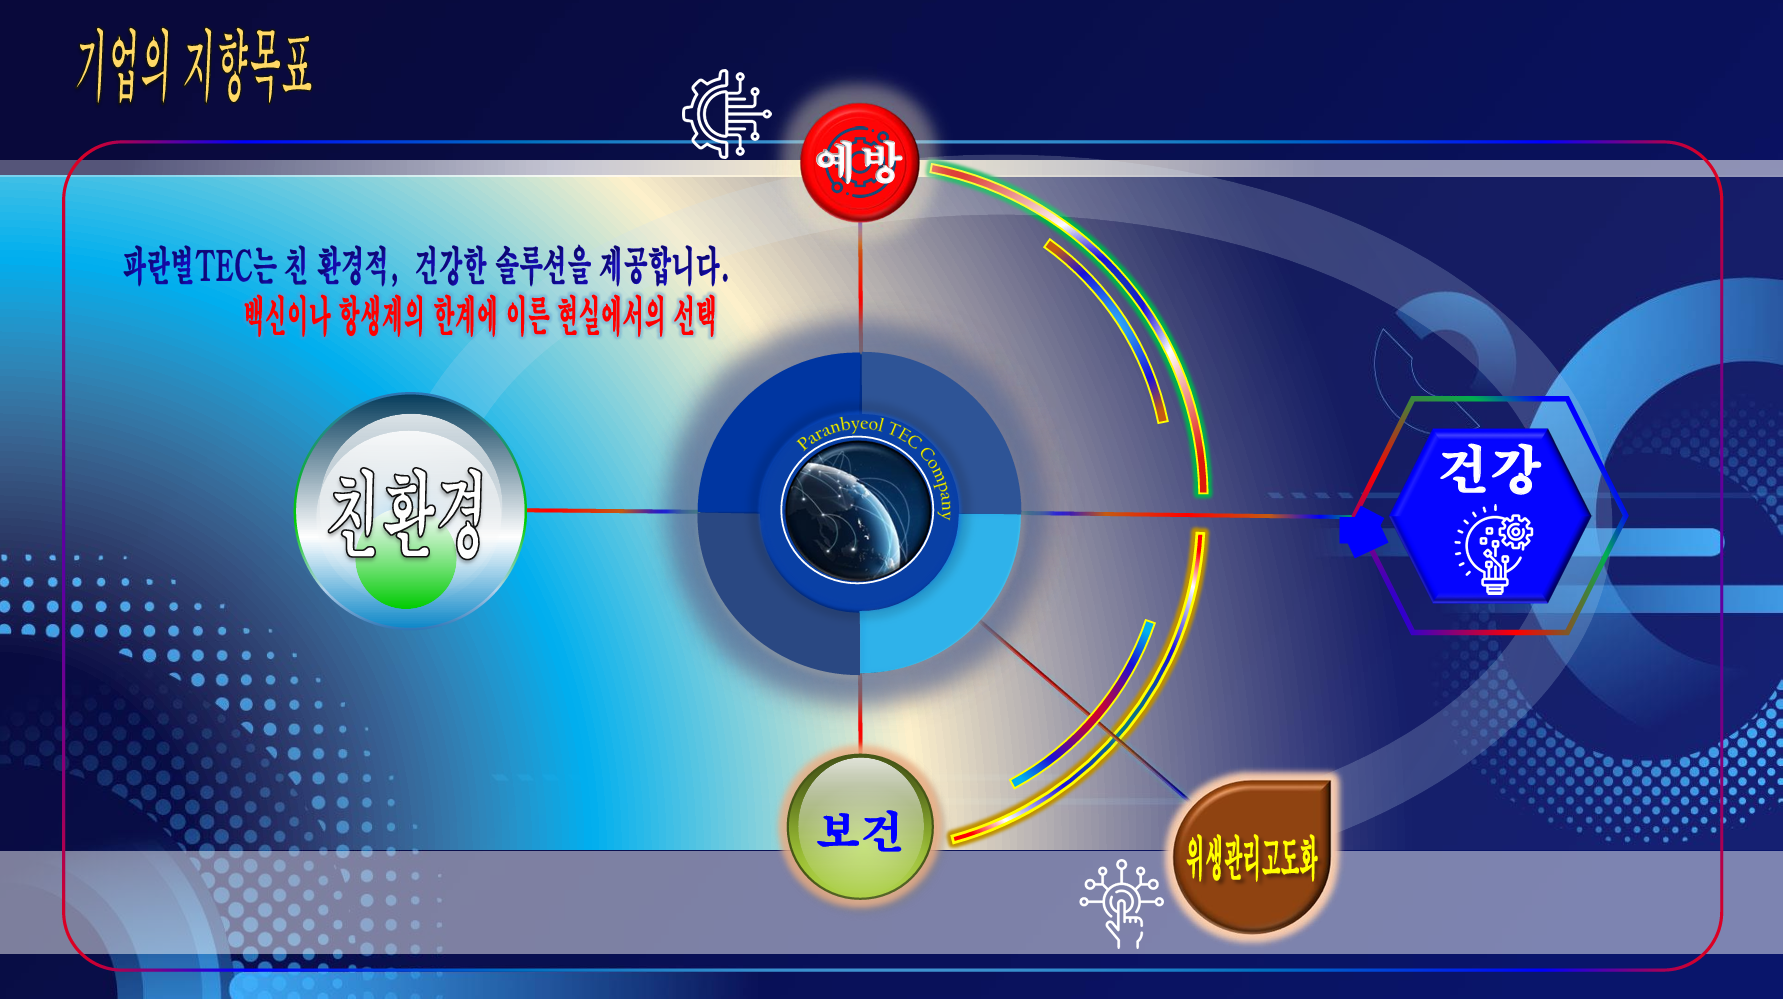 기업의 지향목표
예방
파란별TEC는 친 환경적, 건강한 솔루션을 제공합니다.
백신이나 항생제의 한계에 이른 현실에서의 선택
Paranbyeol TEC Company
친환경
건강
보건
위생관리고도화